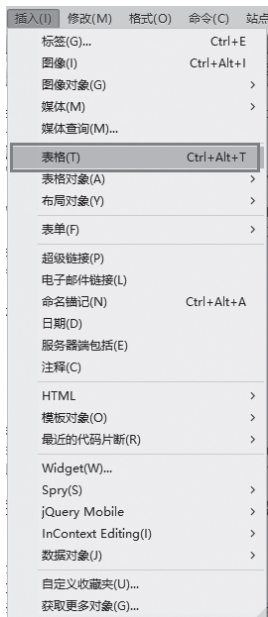 插入(I) 修改(M) 格式(O) 命令(C) 站点
标签(G)... Ctrl+E
图像(I) Ctrl+Alt+I
图像对象(G) >
媒体(M) >
媒体查询(M)...
表格(T) Ctrl+Alt+T
表格对象(A) >
布局对象(Y) >
表单(F) >
超级链接(P)
电子邮件链接(L)
命名锚记(N) Ctrl+Alt+A
日期(D)
服务器端包括(E)
注释(C)
HTML >
模板对象(O) >
最近的代码片断(R) >
Widget(W)...
Spry(S) >
jQuery Mobile >
InContext Editing(I) >
数据对象(J) >
自定义收藏夹(U)...
获取更多对象(G)...